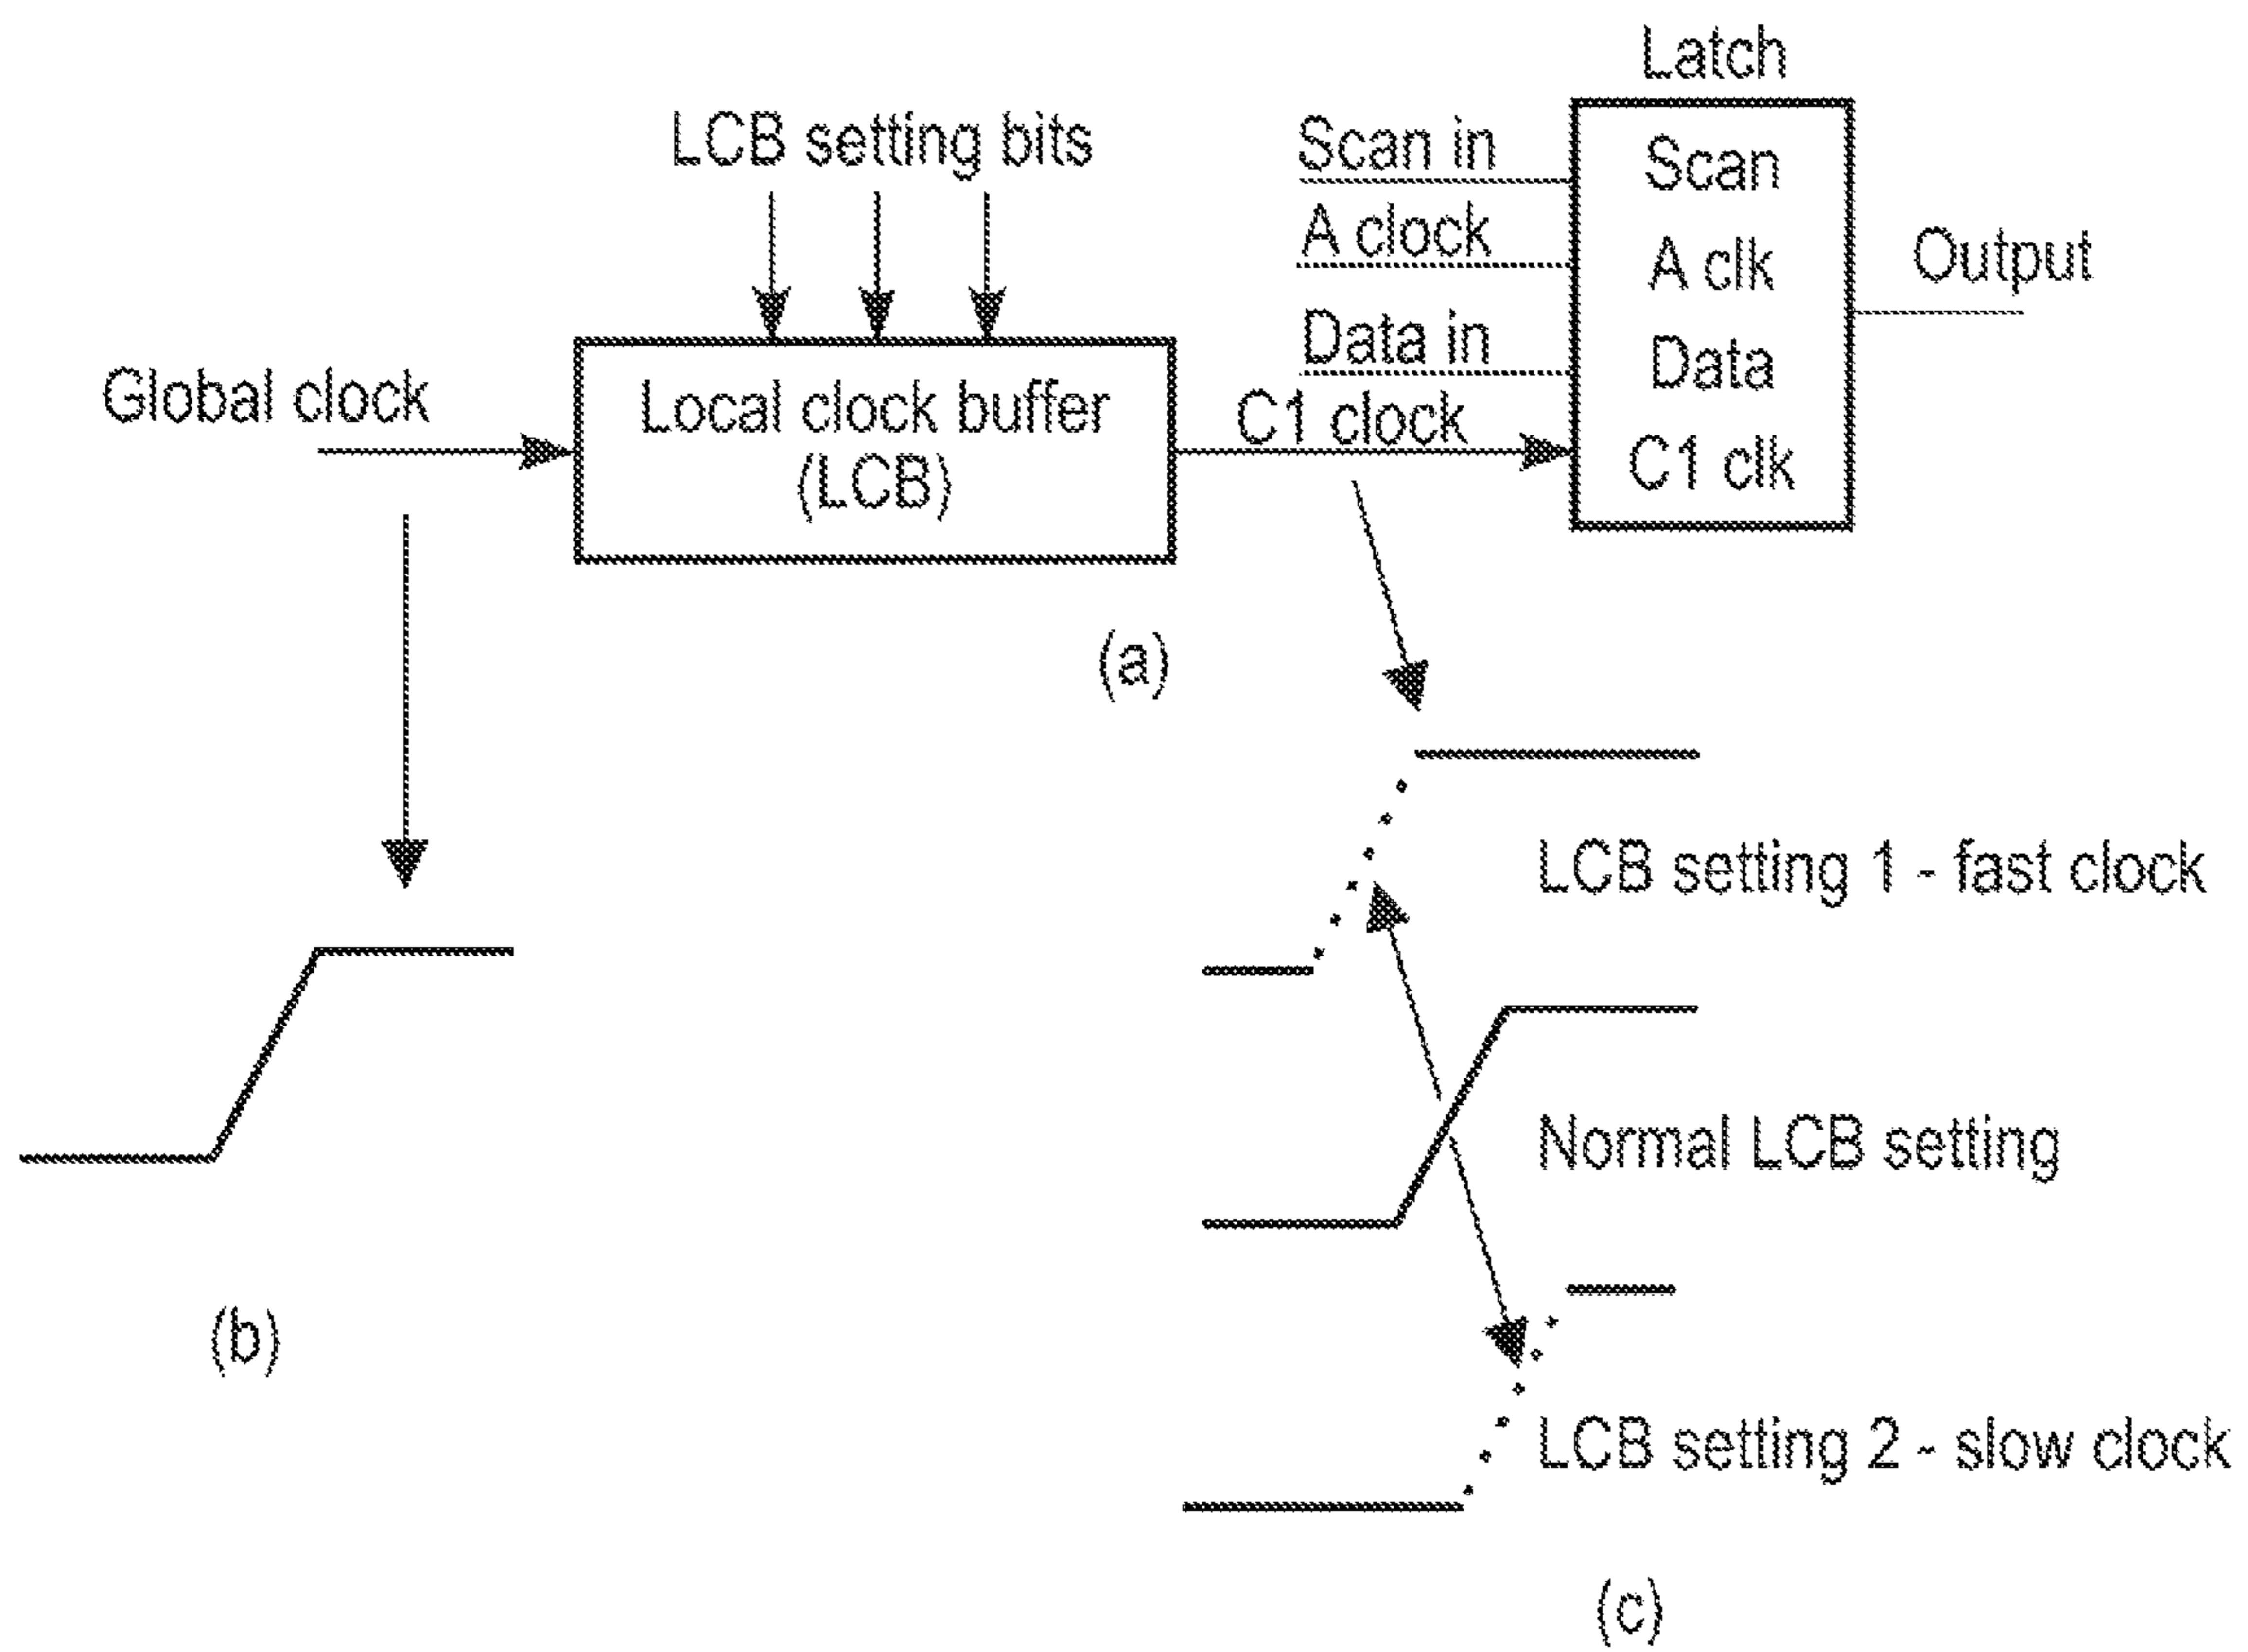 Latch
LCB setting bits
Scan in
Scan
A clock
A clk
Output
Data in
Data
Global clock
Local clock buffer
(LCB)
C1 clock
C1 clk
(a)
LCB setting 1 - fast clock
Normal LCB setting
(b)
LCB setting 2 - slow clock
(c)